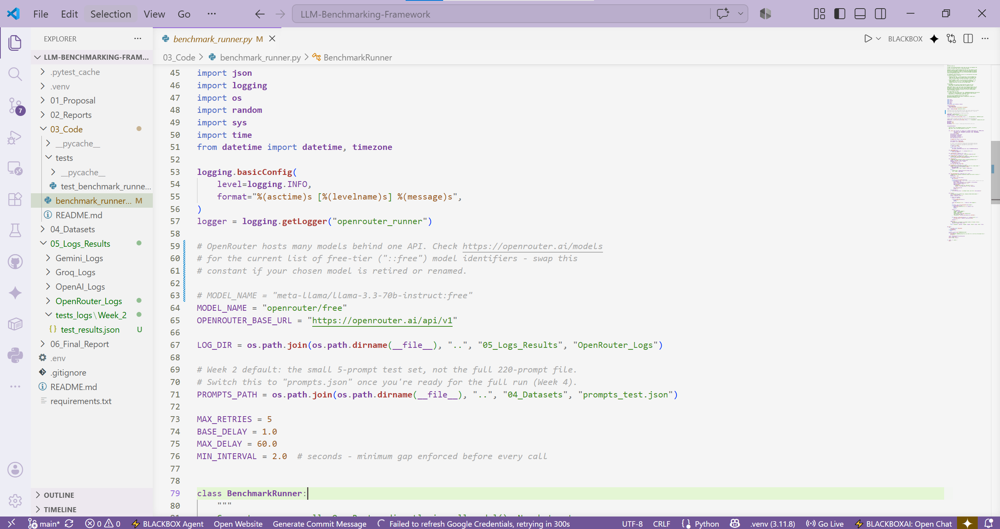 File Edit Selection View Go ··· LLM-Benchmarking-Framework
EXPLORER ···
LLM-BENCHMARKING-FRAM...
.pytest_cache
.venv
01_Proposal
02_Reports
03_Code
__pycache__
tests
__pycache__
test_benchmark_runne...
benchmark_runner... M
README.md
04_Datasets
05_Logs_Results
Gemini_Logs
Groq_Logs
OpenAI_Logs
OpenRouter_Logs
tests_logs\Week_2
{} test_results.json U
06_Final_Report
.env
.gitignore
README.md
requirements.txt
OUTLINE
TIMELINE
7
benchmark_runner.py M
BLACKBOX
03_Code > benchmark_runner.py > BenchmarkRunner
45 import json
46 import logging
47 import os
48 import random
49 import sys
50 import time
51 from datetime import datetime, timezone
52
53 logging.basicConfig(
54     level=logging.INFO,
55     format="%(asctime)s [%(levelname)s] %(message)s",
56 )
57 logger = logging.getLogger("openrouter_runner")
58
59 # OpenRouter hosts many models behind one API. Check https://openrouter.ai/models
60 # for the current list of free-tier ("::free") model identifiers - swap this
61 # constant if your chosen model is retired or renamed.
62
63 # MODEL_NAME = "meta-llama/llama-3.3-70b-instruct:free"
64 MODEL_NAME = "openrouter/free"
65 OPENROUTER_BASE_URL = "https://openrouter.ai/api/v1"
66
67 LOG_DIR = os.path.join(os.path.dirname(__file__), "..", "05_Logs_Results", "OpenRouter_Logs")
68
69 # Week 2 default: the small 5-prompt test set, not the full 220-prompt file.
70 # Switch this to "prompts.json" once you're ready for the full run (Week 4).
71 PROMPTS_PATH = os.path.join(os.path.dirname(__file__), "..", "04_Datasets", "prompts_test.json")
72
73 MAX_RETRIES = 5
74 BASE_DELAY = 1.0
75 MAX_DELAY = 60.0
76 MIN_INTERVAL = 2.0  # seconds - minimum gap enforced before every call
77
78
79 class BenchmarkRunner:
80     """
main* 0 0 BLACKBOX Agent Open Website Generate Commit Message Failed to refresh Google Credentials, retrying in 300s UTF-8 CRLF {} Python .venv (3.11.8) Go Live BLACKBOXAI: Open Chat